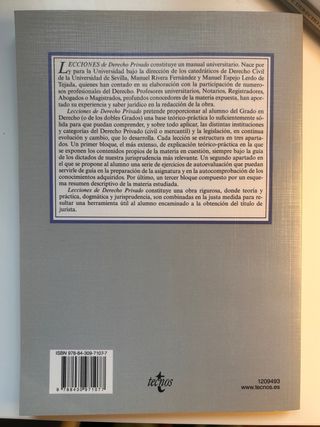 LECCIONES de Derecho Privado constituye un manual universitario. Nace por
y para la Universidad bajo la dirección de los catedráticos de Derecho Civil
de la Universidad de Sevilla, Manuel Rivera Fernández y Manuel Espejo Lerdo de
Tejada, quienes han contado en su elaboración con la participación de numero-
sos profesionales del Derecho. Profesores universitarios, Notarios, Registradores,
Abogados o Magistrados, profundos conocedores de la materia expuesta, han apor-
tado su experiencia y saber jurídico en la redacción de la obra.
Lecciones de Derecho Privado pretende proporcionar al alumno del Grado en
Derecho (o de los dobles Grados) una base teórico-práctica lo suficientemente só-
lida para que puedan comprender, y sobre todo aplicar, las distintas instituciones
y categorías del Derecho Privado (civil o mercantil) y la legislación, en continua
evolución y cambio, que lo desarrolla. Cada lección se estructura en tres aparta-
dos. Un primer bloque, el más extenso, de explicación teórico-práctica en la que
se exponen los contenidos propios de la materia en cuestión, siempre bajo la guía
de los dictados de nuestra jurisprudencia más relevante. Un segundo apartado en
el que se propone al alumno una serie de ejercicios de autoevaluación que puedan
servirle de guía en la preparación de la asignatura y en la autocomprobación de los
conocimientos adquiridos. Por último, un tercer bloque compuesto por un esque-
ma resumen descriptivo de la materia estudiada.
Lecciones de Derecho Privado constituye una obra rigurosa, donde teoría y
práctica, dogmática y jurisprudencia, son combinadas en la justa medida para re-
sultar una herramienta útil al alumno encaminado a la obtención del título de
jurista.
ISBN 978-84-309-7107-7
9 788430 971077
tecnos
1209493
www.tecnos.es